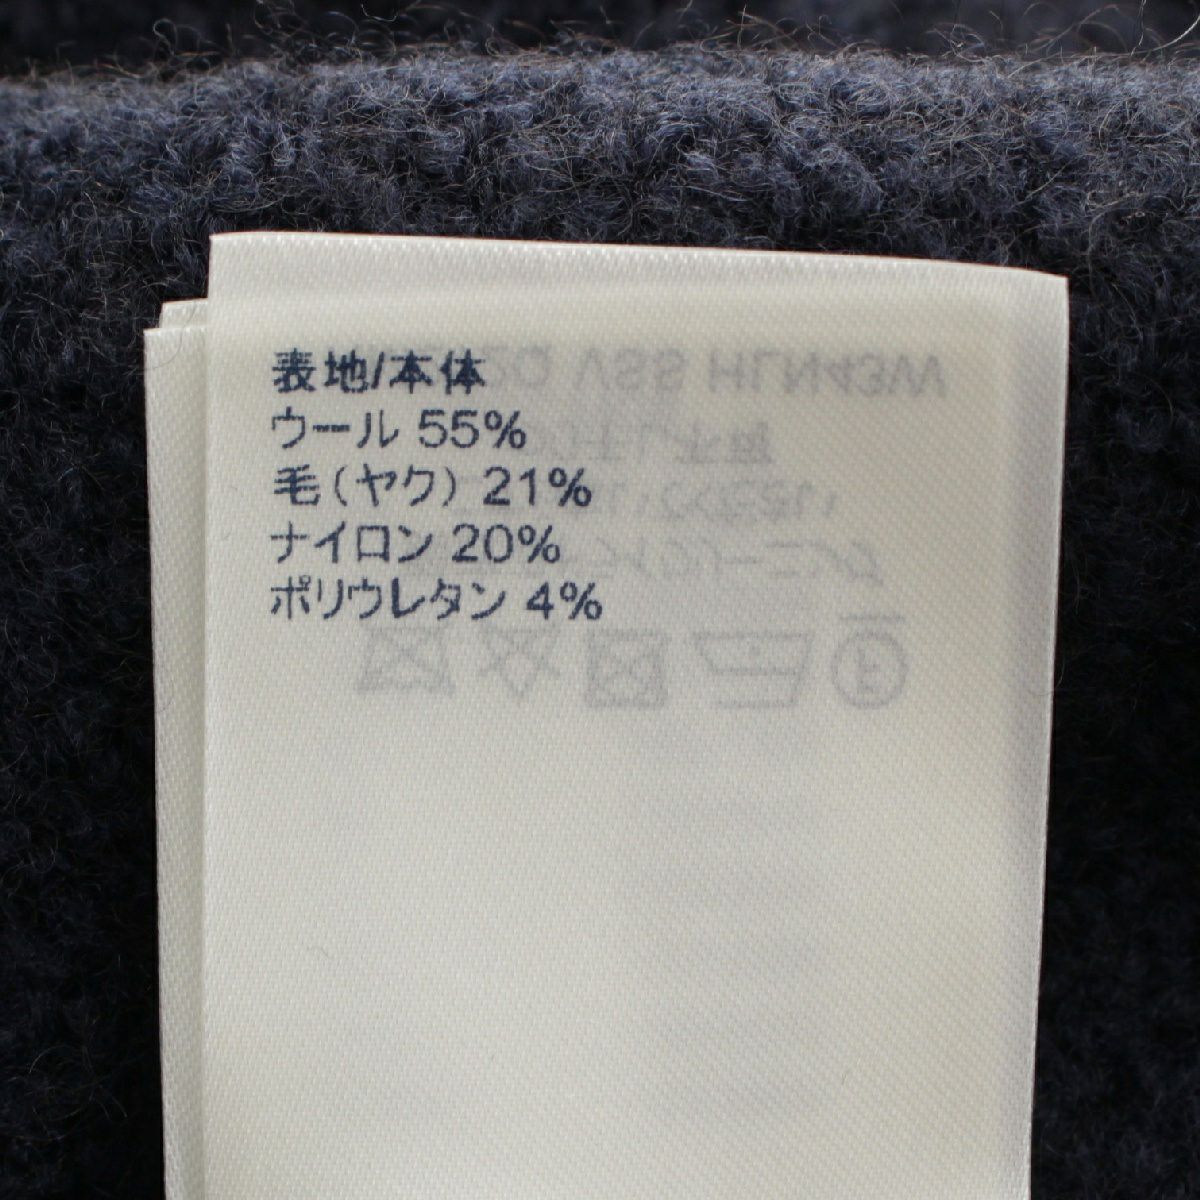 表地/本体
ウール 55%
毛(ヤク) 21%
ナイロン 20%
ポリウレタン 4%